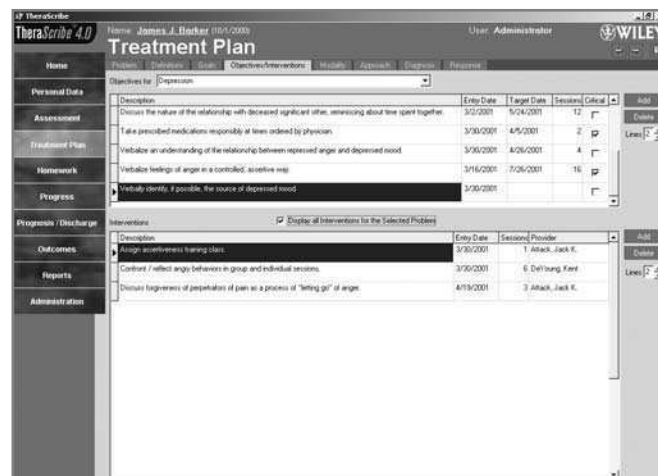 TheraScribe
TheraScribe 4.0
Name: James J. Barker (10/1/2000)
User: Administrator
WILEY
Treatment Plan
Home
Personal Data
Assessment
Treatment Plan
Homework
Progress
Prognosis / Discharge
Outcomes
Reports
Administration
Problem Definitions Goals Objectives/Interventions Modality Approach Diagnosis Response
Objectives for: Depression
Description Entry Date Target Date Sessions Critical
Discuss the nature of the relationship with deceased significant other, reminiscing about time spent together. 3/2/2001 5/24/2001 12
Take prescribed medications responsibly at times ordered by physician. 3/30/2001 4/5/2001 2
Verbalize an understanding of the relationship between repressed anger and depressed mood. 3/30/2001 4/26/2001 4
Verbalize feelings of anger in a controlled, assertive way. 3/16/2001 7/26/2001 16
Verbally identify, if possible, the source of depressed mood. 3/30/2001
Add
Delete
Lines 2
Interventions Display all Interventions for the Selected Problem
Description Entry Date Sessions Provider
Assign assertiveness training class. 3/30/2001 1 Attack, Jack K.
Confront / reflect angry behaviors in group and individual sessions. 3/30/2001 6 DeYoung, Kent
Discuss forgiveness of perpetrators of pain as a process of "letting go" of anger. 4/19/2001 3 Attack, Jack K.
Add
Delete
Lines 2